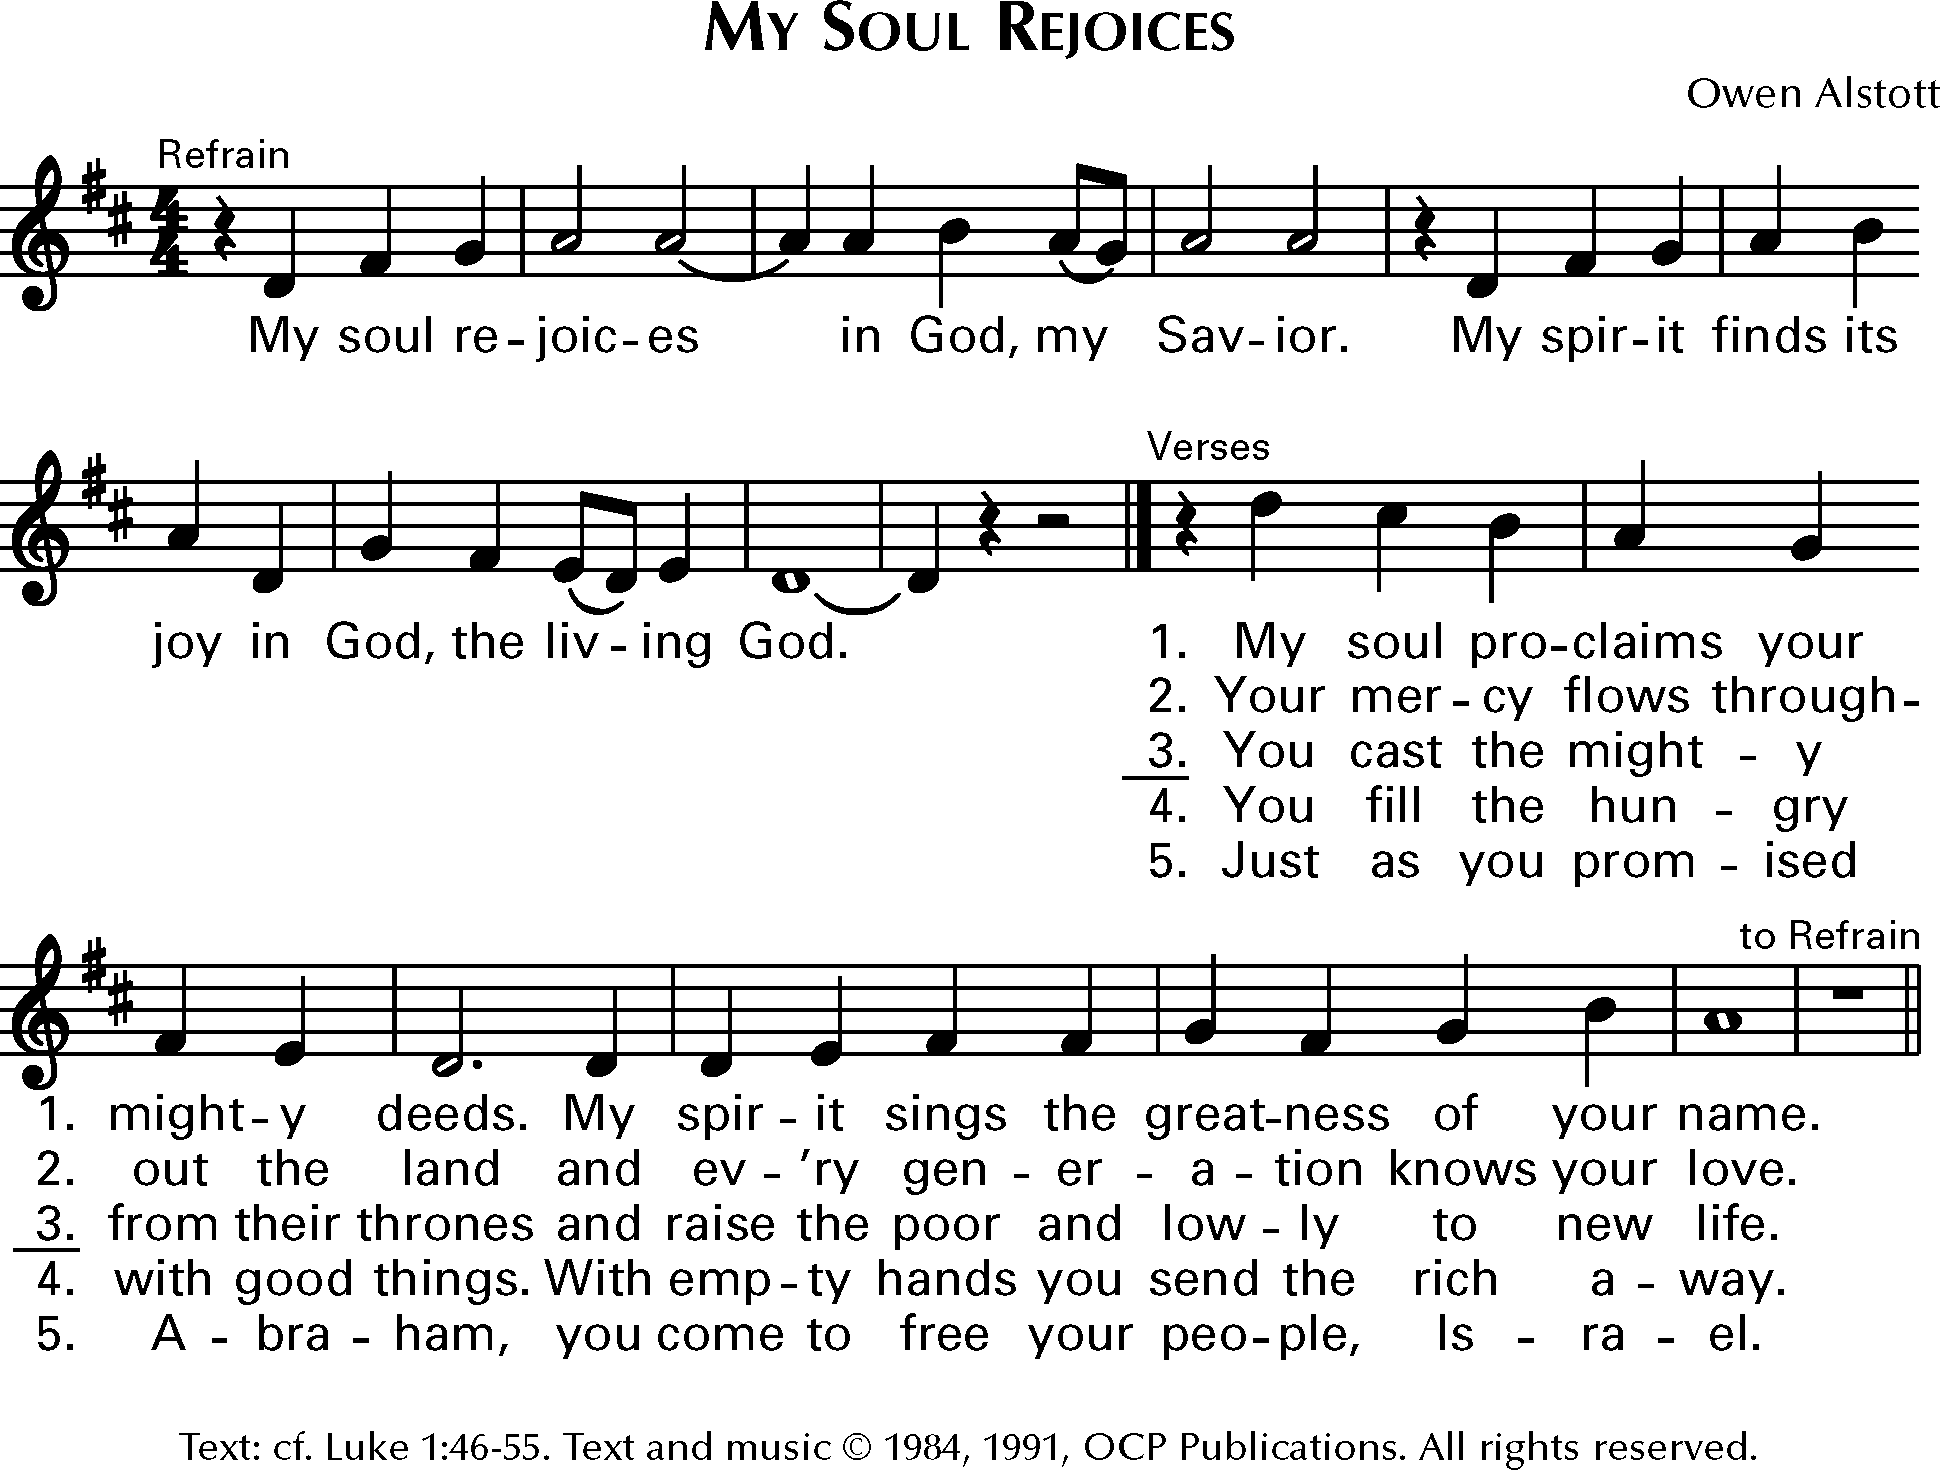 MY SOUL REJOICES
Owen Alstott
Refrain
4
4
My soul re-joic-es in God, my Sav-ior. My spir-it finds its
Verses
joy in God, the liv-ing God. 1. My soul pro-claims your
2. Your mer-cy flows through-
3. You cast the might-y
4. You fill the hun-gry
5. Just as you prom-ised
to Refrain
1. might-y deeds. My spir-it sings the great-ness of your name.
2. out the land and ev-'ry gen-er-a-tion knows your love.
3. from their thrones and raise the poor and low-ly to new life.
4. with good things. With emp-ty hands you send the rich a-way.
5. A-bra-ham, you come to free your peo-ple, Is-ra-el.
Text: cf. Luke 1:46-55. Text and music © 1984, 1991, OCP Publications. All rights reserved.